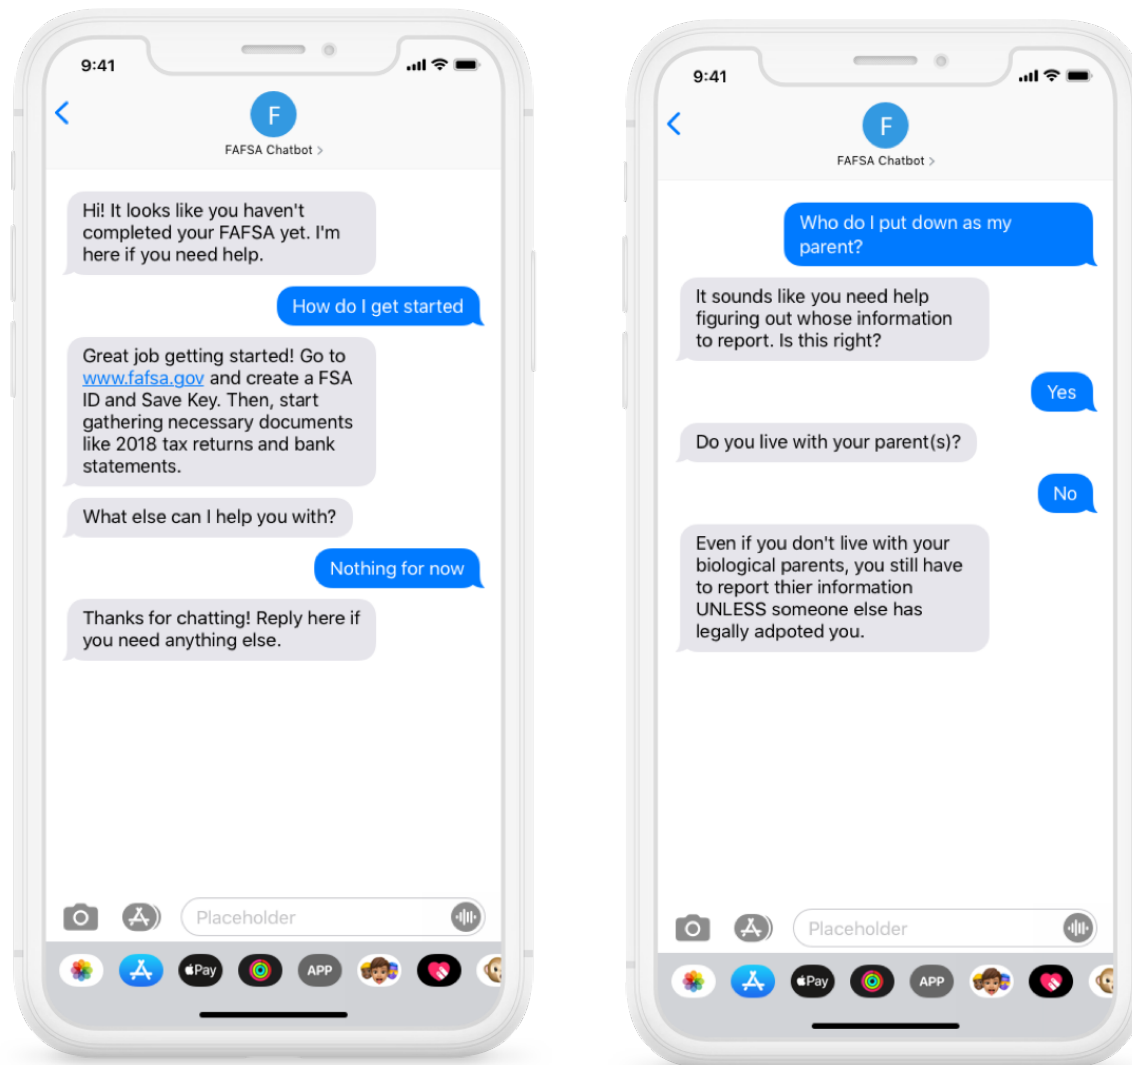 9:41
F
FAFSA Chatbot >
Hi! It looks like you haven't
completed your FAFSA yet. I'm
here if you need help.
How do I get started
Great job getting started! Go to
www.fafsa.gov and create a FSA
ID and Save Key. Then, start
gathering necessary documents
like 2018 tax returns and bank
statements.
What else can I help you with?
Nothing for now
Thanks for chatting! Reply here if
you need anything else.
Placeholder
Pay
APP
9:41
F
FAFSA Chatbot >
Who do I put down as my
parent?
It sounds like you need help
figuring out whose information
to report. Is this right?
Yes
Do you live with your parent(s)?
No
Even if you don't live with your
biological parents, you still have
to report thier information
UNLESS someone else has
legally adpoted you.
Placeholder
Pay
APP